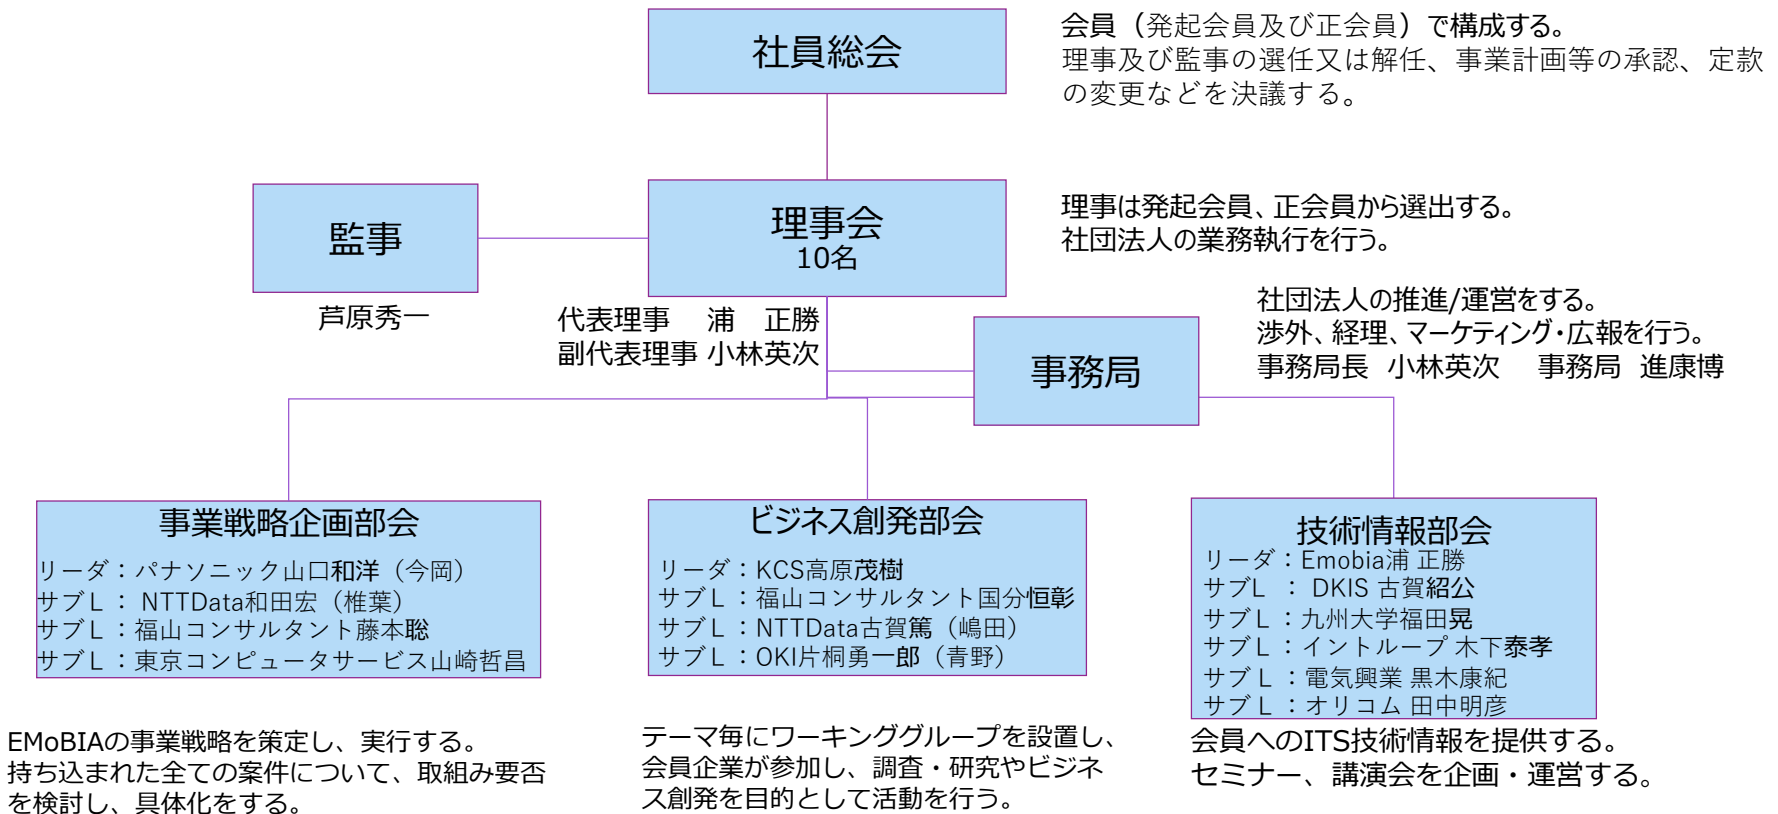 社員総会
会員（発起会員及び正会員）で構成する。
理事及び監事の選任又は解任、事業計画等の承認、定款
の変更などを決議する。
監事
芦原秀一
理事会
10名
理事は発起会員、正会員から選出する。
社団法人の業務執行を行う。
代表理事　浦　正勝
副代表理事 小林英次
事務局
社団法人の推進/運営をする。
渉外、経理、マーケティング・広報を行う。
事務局長　小林英次　事務局　進康博
事業戦略企画部会
リーダ：パナソニック山口和洋（今岡）
サブL： NTTData和田宏（椎葉）
サブL：福山コンサルタント藤本聡
サブL：東京コンピュータサービス山崎哲昌
EMoBIAの事業戦略を策定し、実行する。
持ち込まれた全ての案件について、取組み要否
を検討し、具体化をする。
ビジネス創発部会
リーダ：KCS高原茂樹
サブL：福山コンサルタント国分恒彰
サブL：NTTData古賀篤（嶋田）
サブL：OKI片桐勇一郎（青野）
テーマ毎にワーキンググループを設置し、
会員企業が参加し、調査・研究やビジネ
ス創発を目的として活動を行う。
技術情報部会
リーダ：Emobia浦 正勝
サブL ： DKIS 古賀紹公
サブL ：九州大学福田晃
サブL ：イントループ 木下泰孝
サブL ：電気興業 黒木康紀
サブL ：オリコム 田中明彦
会員へのITS技術情報を提供する。
セミナー、講演会を企画・運営する。